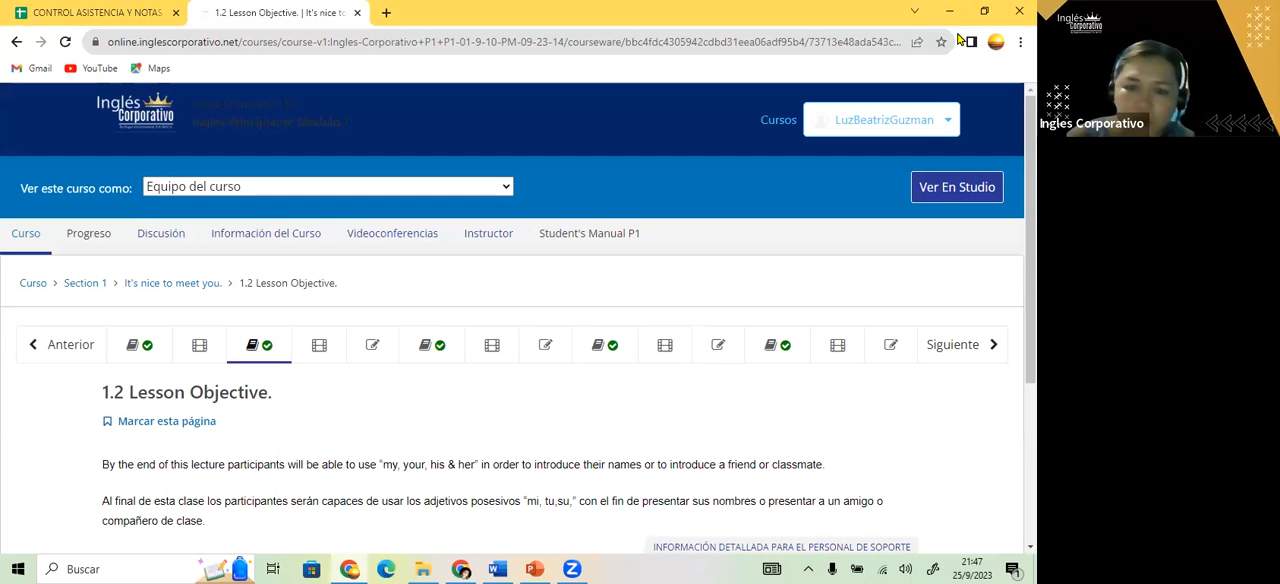 CONTROL ASISTENCIA Y NOTAS
1.2 Lesson Objective. | It's nice to
online.inglescorporativo.net/courses/course-v1:Ingles-Corporativo+P1+P1-01-9-10-PM-09-23-14/courseware/bbc4fdc4305942cdbd31eea06adf95b4/73713e48ada543c...
Gmail
YouTube
Maps
Inglés
Corporativo
Cursos
LuzBeatrizGuzman
Ver este curso como:
Equipo del curso
Ver En Studio
Curso
Progreso
Discusión
Información del Curso
Videoconferencias
Instructor
Student's Manual P1
Curso > Section 1 > It's nice to meet you. > 1.2 Lesson Objective.
Anterior
Siguiente
1.2 Lesson Objective.
Marcar esta página
By the end of this lecture participants will be able to use “my, your, his & her” in order to introduce their names or to introduce a friend or classmate.
Al final de esta clase los participantes serán capaces de usar los adjetivos posesivos “mi, tu,su,” con el fin de presentar sus nombres o presentar a un amigo o
compañero de clase.
INFORMACIÓN DETALLADA PARA EL PERSONAL DE SOPORTE
Buscar
21:47
25/9/2023
Inglés
Corporativo
Ingles Corporativo